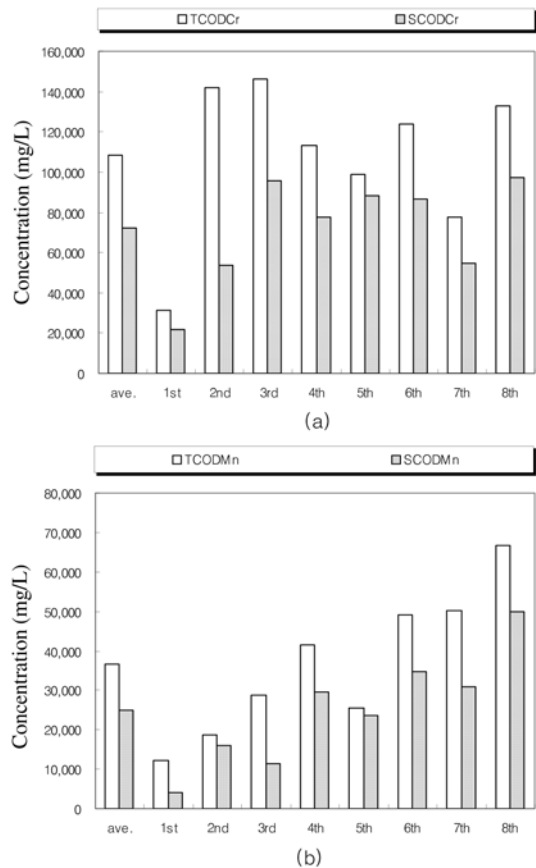 TCODCr SCODCr
160,000
140,000
120,000
100,000
80,000
60,000
40,000
20,000
0
Concentration (mg/L)
ave. 1st 2nd 3rd 4th 5th 6th 7th 8th
(a)
TCODMn SCODMn
80,000
70,000
60,000
50,000
40,000
30,000
20,000
10,000
0
Concentration (mg/L)
ave. 1st 2nd 3rd 4th 5th 6th 7th 8th
(b)